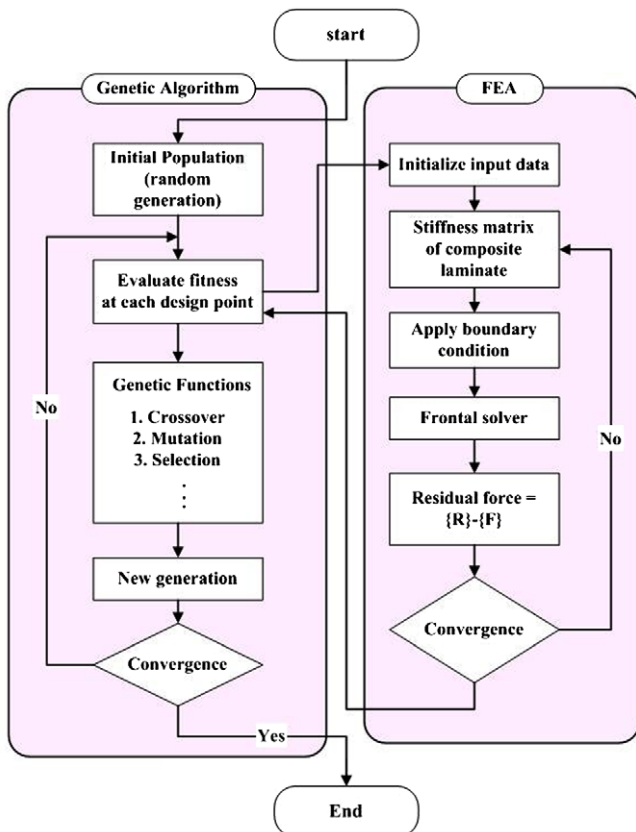 start
Genetic Algorithm
Initial Population
(random
generation)
Evaluate fitness
at each design point
Genetic Functions
1. Crossover
2. Mutation
3. Selection
⋮
New generation
Convergence
No
Yes
End
FEA
Initialize input data
Stiffness matrix
of composite
laminate
Apply boundary
condition
Frontal solver
Residual force =
{R}-{F}
Convergence
No